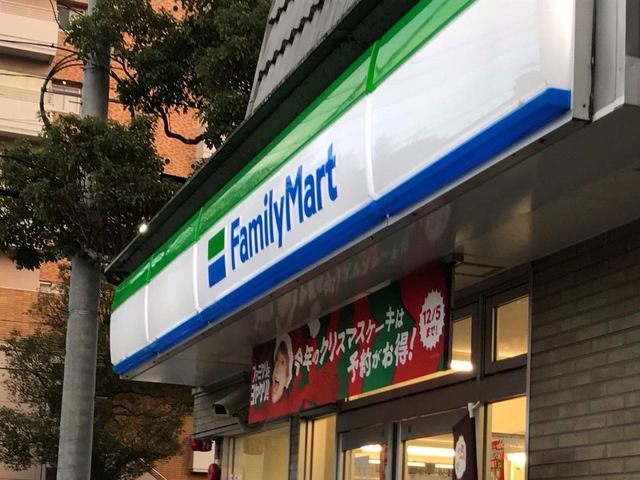 FamilyMart
今年のクリスマスケーキは
予約がお得！
12/5
まで！